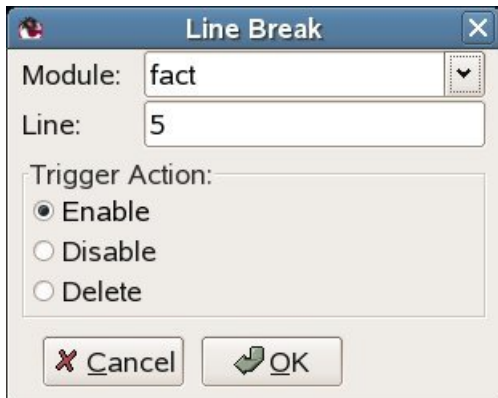 Line Break
Module: fact
Line: 5
Trigger Action:
Enable
Disable
Delete
Cancel OK